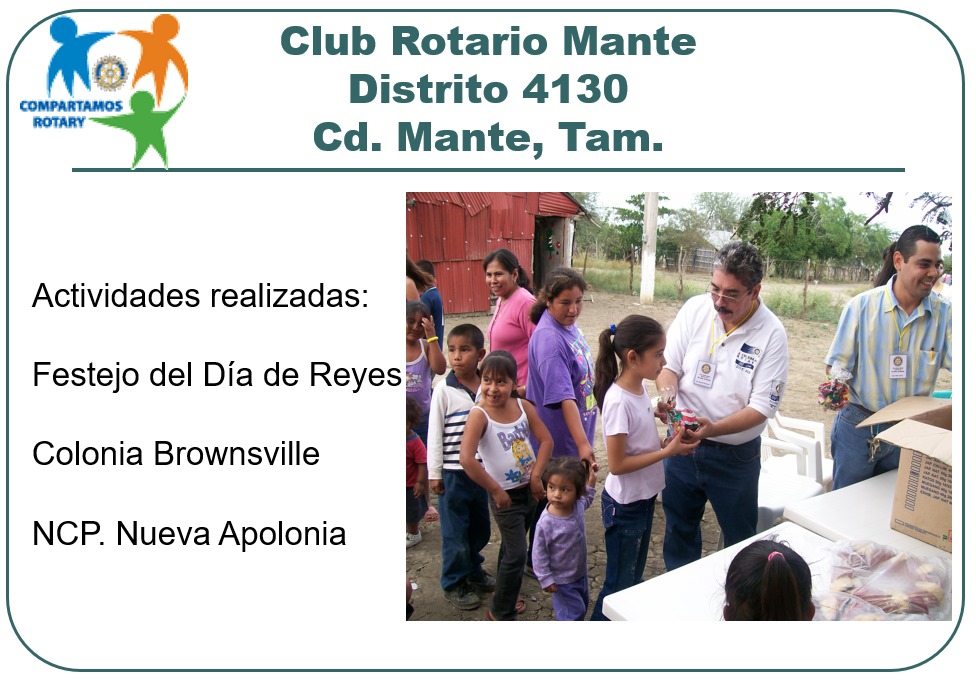 COMPARTAMOS
ROTARY
Club Rotario Mante
Distrito 4130
Cd. Mante, Tam.
Actividades realizadas:
Festejo del Día de Reyes
Colonia Brownsville
NCP. Nueva Apolonia